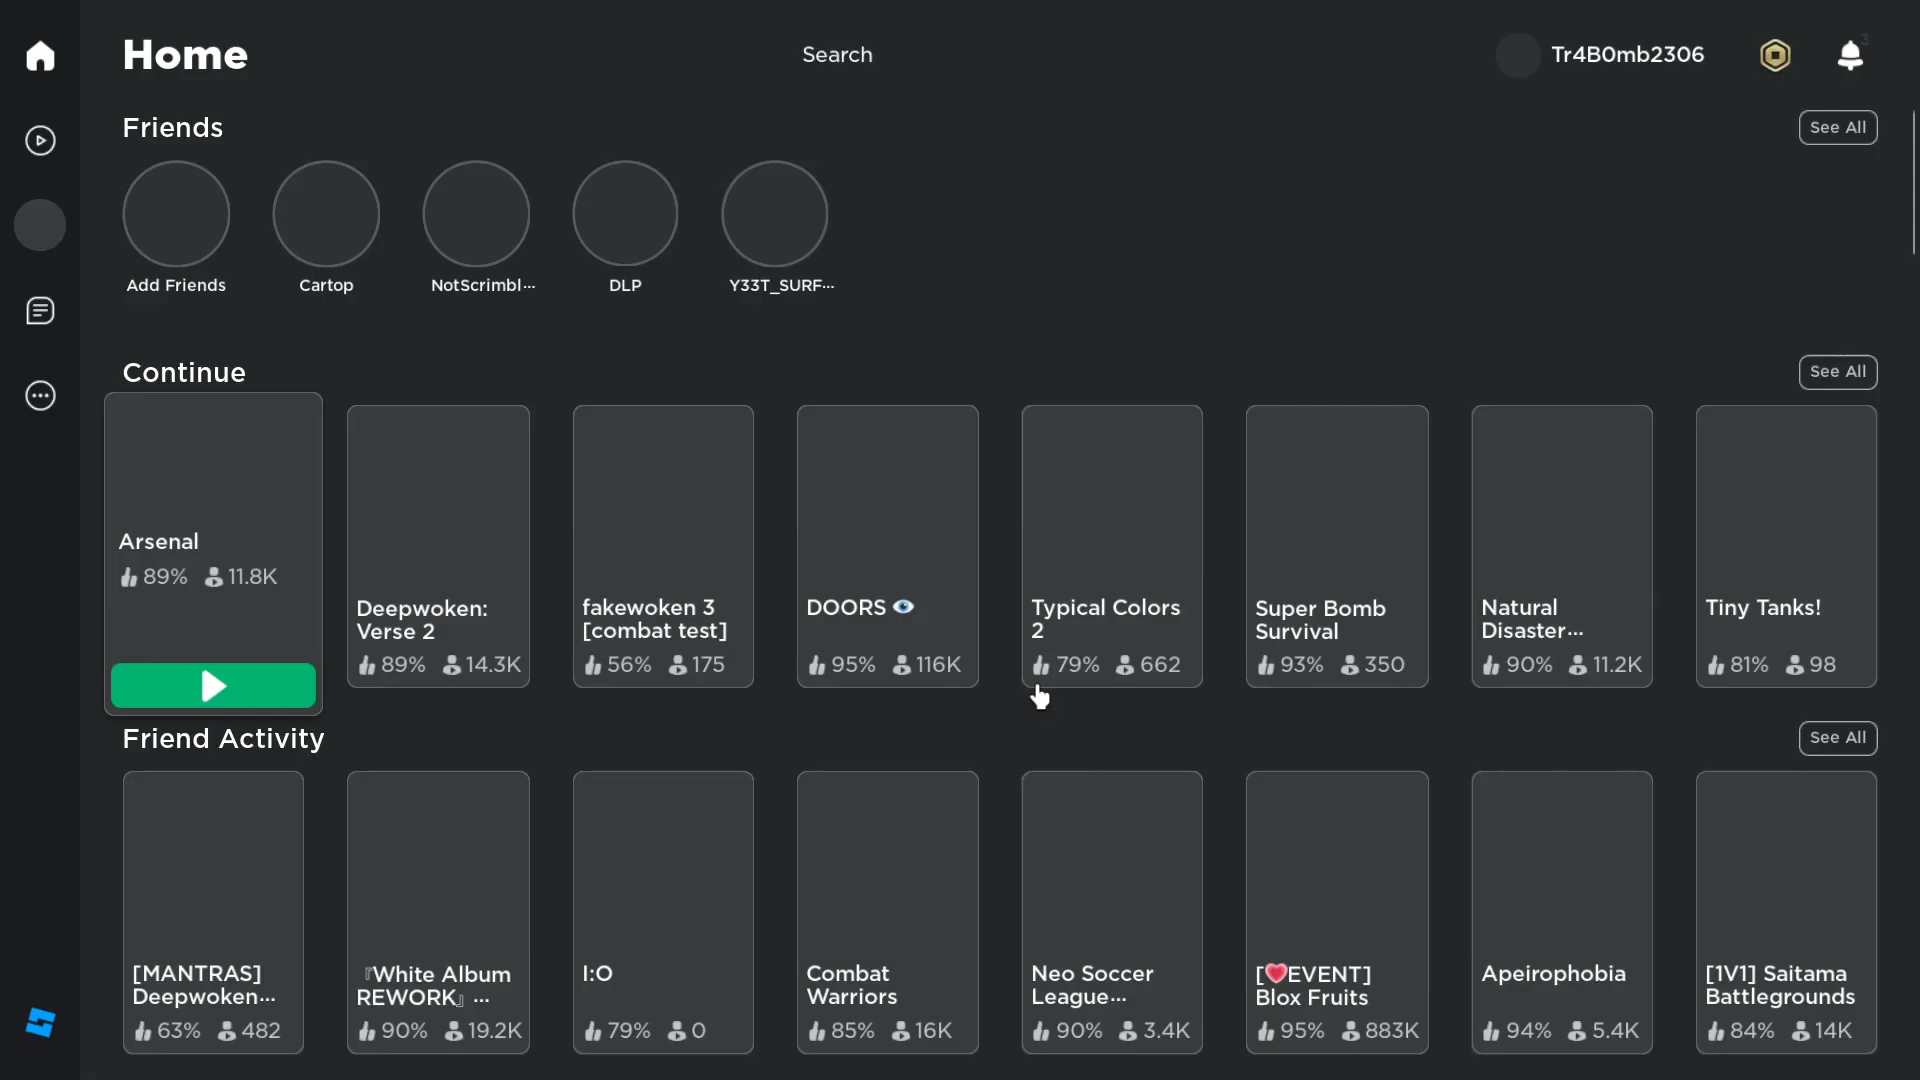 Home
Search
Tr4B0mb2306
3
Friends
See All
Add Friends
Cartop
NotScrimbl...
DLP
Y33T_SURF...
Continue
See All
Arsenal
89% 11.8K
Deepwoken:
Verse 2
89% 14.3K
fakewoken 3
[combat test]
56% 175
DOORS 👁
95% 116K
Typical Colors
2
79% 662
Super Bomb
Survival
93% 350
Natural
Disaster...
90% 11.2K
Tiny Tanks!
81% 98
Friend Activity
See All
[MANTRAS]
Deepwoken...
63% 482
『White Album
REWORK』 ...
90% 19.2K
I:O
79% 0
Combat
Warriors
85% 16K
Neo Soccer
League...
90% 3.4K
[❤️EVENT]
Blox Fruits
95% 883K
Apeirophobia
94% 5.4K
[1V1] Saitama
Battlegrounds
84% 14K